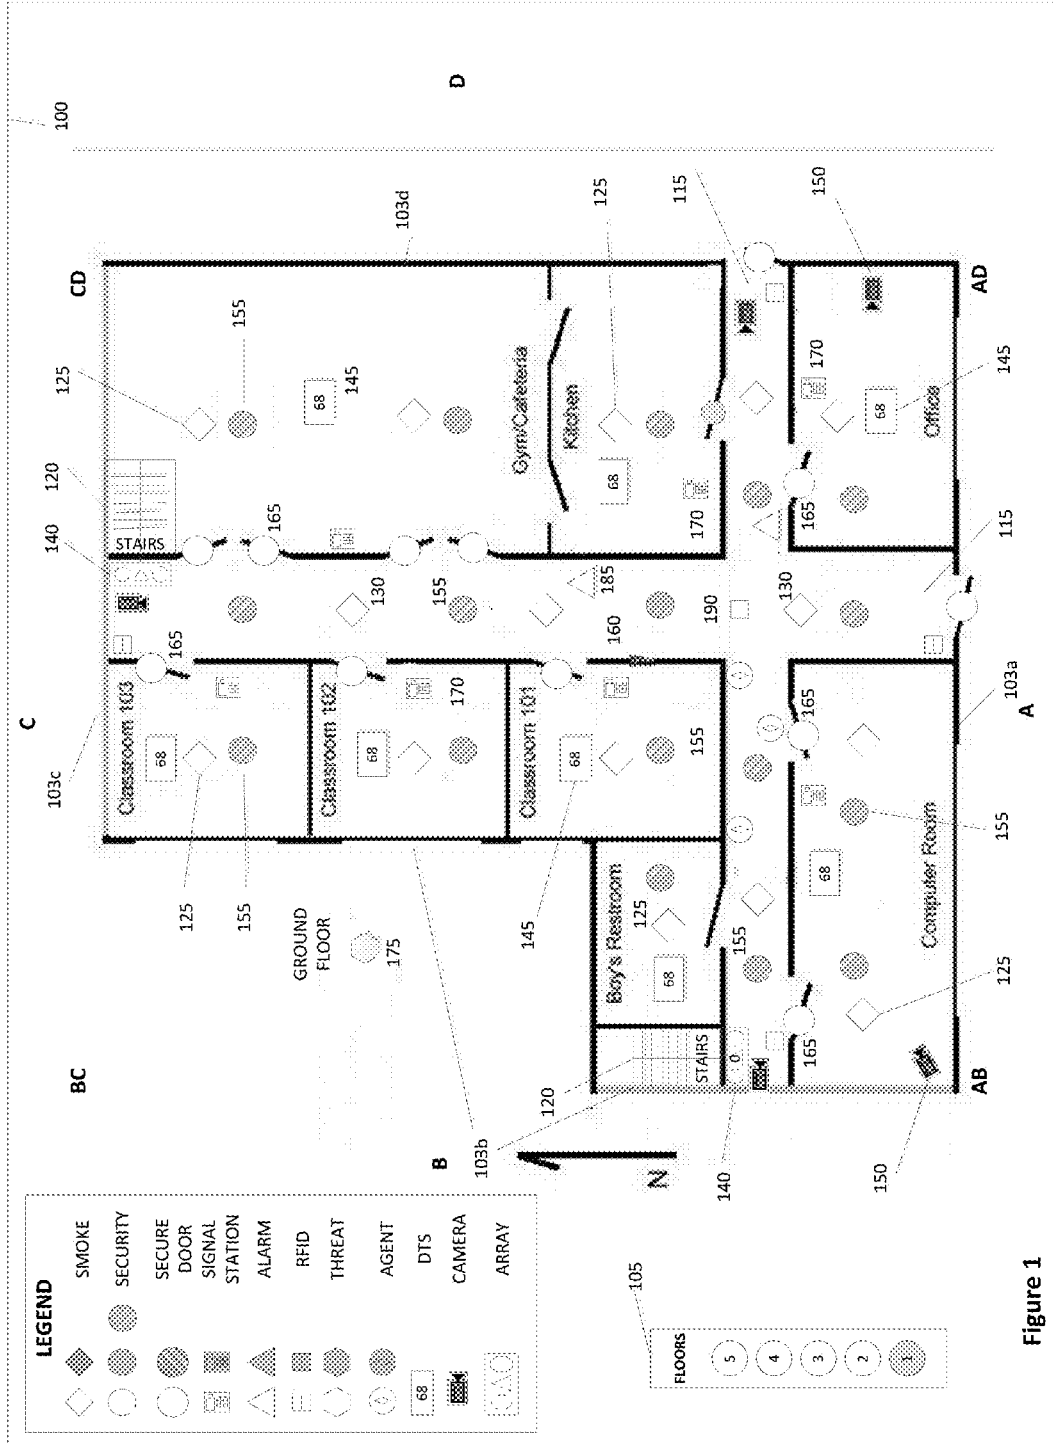 LEGEND
SMOKE
SECURITY
SECURE
DOOR
SIGNAL
STATION
ALARM
RFID
THREAT
AGENT
68 DTS
CAMERA
ARRAY
105
FLOORS
5
4
3
2
1
100
C
BC
CD
D
103c
140
120
125
155
STAIRS
Classroom 103
68
165
165
125
155
68
145
GROUND
FLOOR
175
Classroom 102
68
170
130
155
103d
B
103b
Classroom 101
68
145
Gym/Cafeteria
Kitchen
68
125
160
185
120
Boy's Restroom
125
68
STAIRS
155
170
115
N
140
155
190
165
165
130
165
170
68
145
Office
150
68
155
Computer Room
125
150
AB
103a
115
AD
A
Figure 1